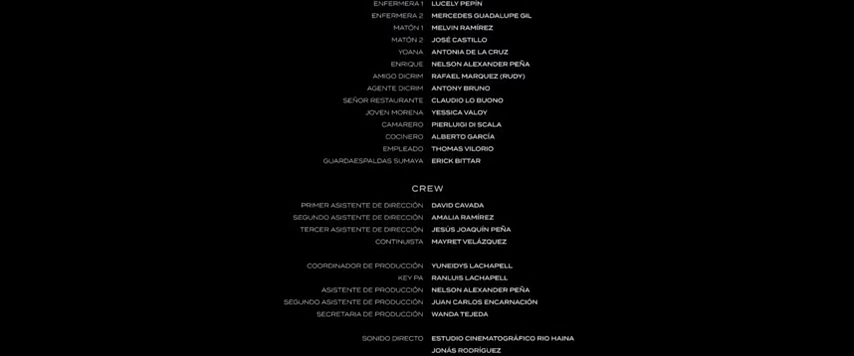 ENFERMERA 1 LUCELY PEPÍN
ENFERMERA 2 MERCEDES GUADALUPE GIL
MATÓN 1 MELVIN RAMÍREZ
MATÓN 2 JOSÉ CASTILLO
YOANA ANTONIA DE LA CRUZ
ENRIQUE NELSON ALEXANDER PEÑA
AMIGO DICRIM RAFAEL MARQUEZ (RUDY)
AGENTE DICRIM ANTONY BRUNO
SEÑOR RESTAURANTE CLAUDIO LO BUONO
JOVEN MORENA YESSICA VALOY
CAMARERO PIERLUIGI DI SCALA
COCINERO ALBERTO GARCÍA
EMPLEADO THOMAS VILORIO
GUARDAESPALDAS SUMAYA ERICK BITTAR
CREW
PRIMER ASISTENTE DE DIRECCIÓN DAVID CAVADA
SEGUNDO ASISTENTE DE DIRECCIÓN AMALIA RAMÍREZ
TERCER ASISTENTE DE DIRECCIÓN JESÚS JOAQUÍN PEÑA
CONTINUISTA MAYRET VELÁZQUEZ
COORDINADOR DE PRODUCCIÓN YUNEIDYS LACHAPELL
KEY PA RANLUIS LACHAPELL
ASISTENTE DE PRODUCCIÓN NELSON ALEXANDER PEÑA
SEGUNDO ASISTENTE DE PRODUCCIÓN JUAN CARLOS ENCARNACIÓN
SECRETARIA DE PRODUCCIÓN WANDA TEJEDA
SONIDO DIRECTO ESTUDIO CINEMATOGRÁFICO RIO HAINA
JONÁS RODRÍGUEZ